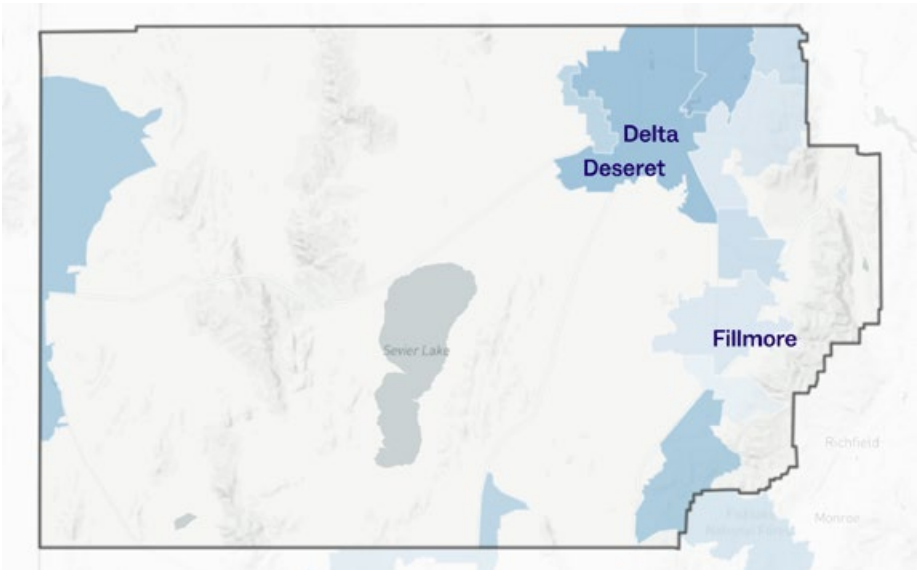 Delta
Deseret
Fillmore
Sevier Lake
Richfield
Monroe